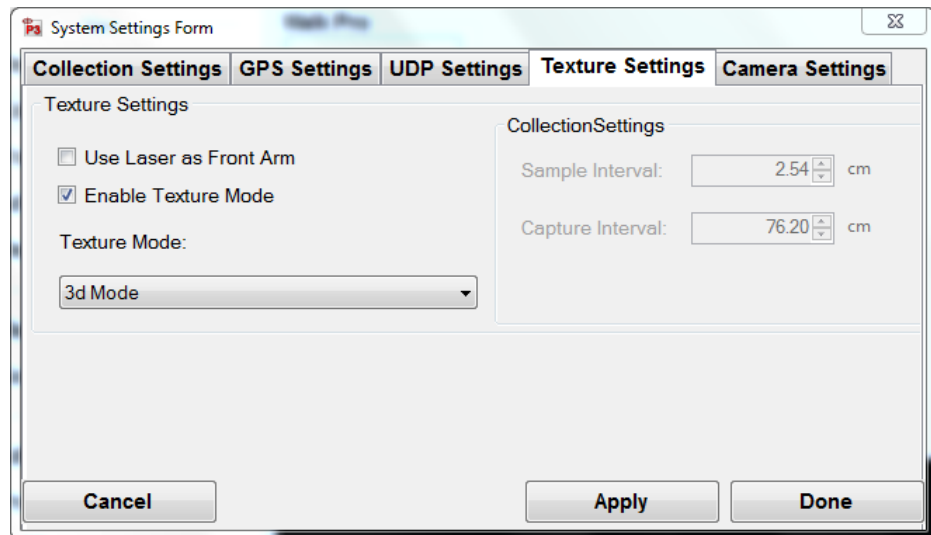 P3 System Settings Form
Collection Settings GPS Settings UDP Settings Texture Settings Camera Settings
Texture Settings
Use Laser as Front Arm
Enable Texture Mode
Texture Mode:
3d Mode
CollectionSettings
Sample Interval: 2.54 cm
Capture Interval: 76.20 cm
Cancel Apply Done